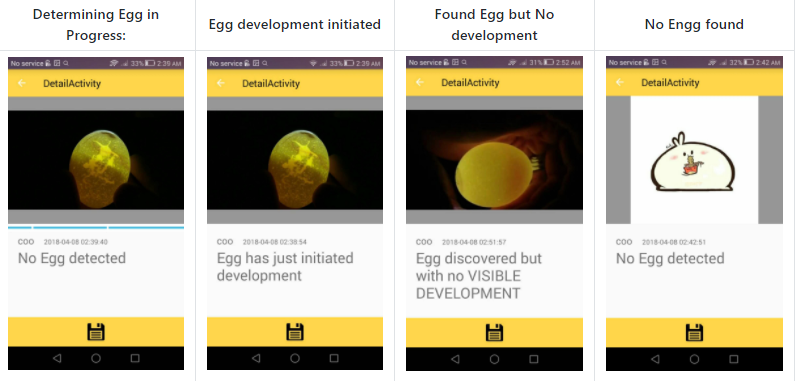 Determining Egg in
Progress:
Egg development initiated
Found Egg but No
development
No Engg found
No service 33% 2:39 AM
DetailActivity
COO 2018-04-08 02:39:40
No Egg detected
No service 33% 2:39 AM
DetailActivity
COO 2018-04-08 02:38:54
Egg has just initiated
development
No service 31% 2:52 AM
DetailActivity
COO 2018-04-08 02:51:57
Egg discovered but
with no VISIBLE
DEVELOPMENT
No service 32% 2:42 AM
DetailActivity
COO 2018-04-08 02:42:51
No Egg detected